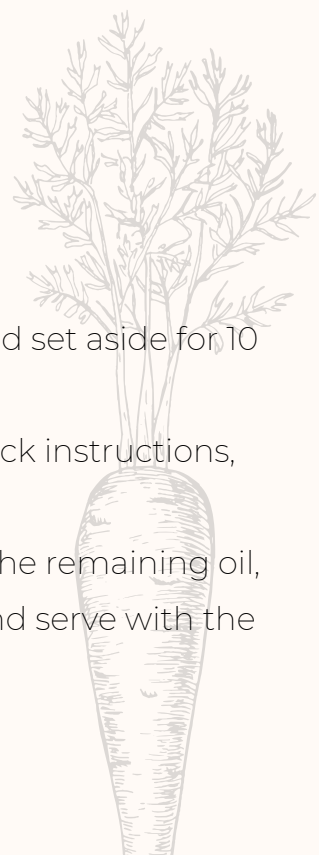 d set aside for 10
ck instructions,
he remaining oil,
nd serve with the